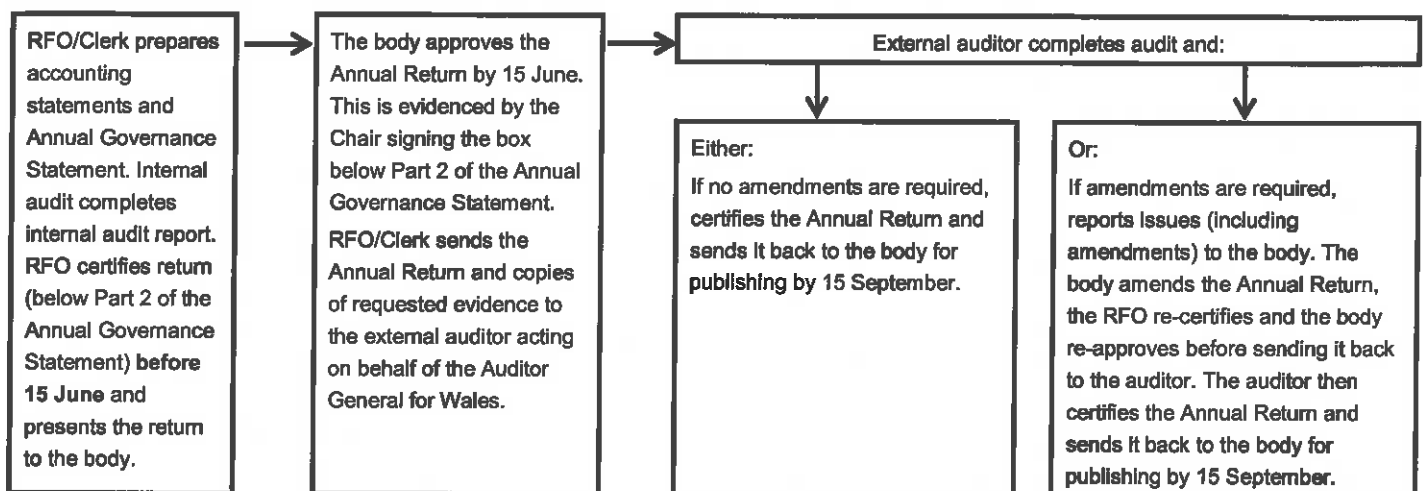 RFO/Clerk prepares
accounting
statements and
Annual Governance
Statement. Internal
audit completes
internal audit report.
RFO certifies return
(below Part 2 of the
Annual Governance
Statement) before
15 June and
presents the return
to the body.
The body approves the
Annual Return by 15 June.
This is evidenced by the
Chair signing the box
below Part 2 of the Annual
Governance Statement.
RFO/Clerk sends the
Annual Return and copies
of requested evidence to
the external auditor acting
on behalf of the Auditor
General for Wales.
External auditor completes audit and:
Either:
If no amendments are required,
certifies the Annual Return and
sends it back to the body for
publishing by 15 September.
Or:
If amendments are required,
reports issues (including
amendments) to the body. The
body amends the Annual Return,
the RFO re-certifies and the body
re-approves before sending it back
to the auditor. The auditor then
certifies the Annual Return and
sends it back to the body for
publishing by 15 September.